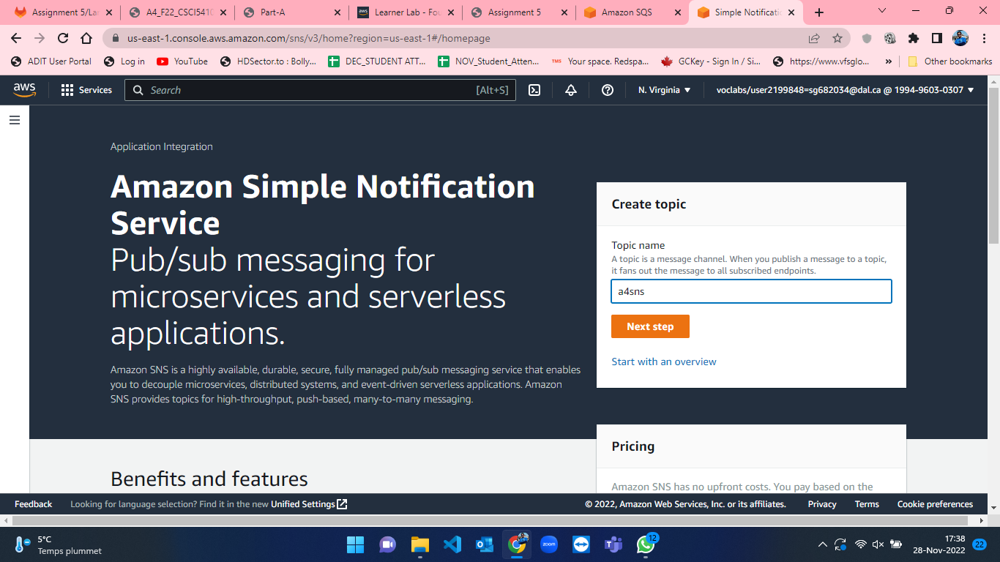 Assignment 5/Lar
A4_F22_CSCI541
Part-A
Learner Lab - Fou
Assignment 5
Amazon SQS
Simple Notificatio
us-east-1.console.aws.amazon.com/sns/v3/home?region=us-east-1#/homepage
ADIT User Portal
Log in
YouTube
HDSector.to : Bolly...
DEC_STUDENT ATT...
NOV_Student_Atten...
TMS
Your space. Redspa...
GCKey - Sign In / Si...
https://www.vfsglo...
»
Other bookmarks
aws
Services
Search
[Alt+S]
N. Virginia
voclabs/user2199848=sg682034@dal.ca @ 1994-9603-0307
Application Integration
Amazon Simple Notification
Service
Pub/sub messaging for
microservices and serverless
applications.
Amazon SNS is a highly available, durable, secure, fully managed pub/sub messaging service that enables
you to decouple microservices, distributed systems, and event-driven serverless applications. Amazon
SNS provides topics for high-throughput, push-based, many-to-many messaging.
Create topic
Topic name
A topic is a message channel. When you publish a message to a topic,
it fans out the message to all subscribed endpoints.
a4sns
Next step
Start with an overview
Pricing
Amazon SNS has no upfront costs. You pay based on the
Benefits and features
Feedback
Looking for language selection? Find it in the new Unified Settings
© 2022, Amazon Web Services, Inc. or its affiliates.
Privacy
Terms
Cookie preferences
5°C
Temps plummet
zoom
12
17:38
28-Nov-2022
22